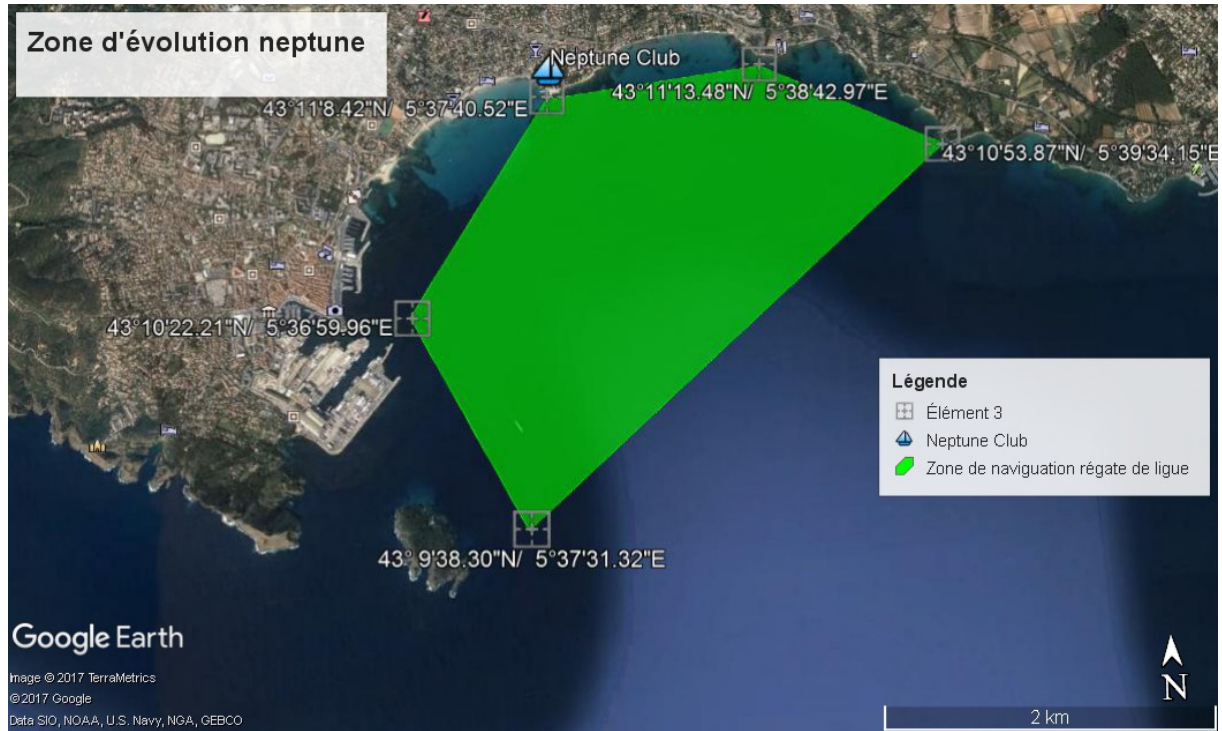 Zone d'évolution neptune
Neptune Club
43°11'8.42"N/ 5°37'40.52"E
43°11'13.48"N/ 5°38'42.97"E
43°10'53.87"N/ 5°39'34.15"E
43°10'22.21"N/ 5°36'59.96"E
Légende
Élément 3
Neptune Club
Zone de naviguation régate de ligue
43° 9'38.30"N/ 5°37'31.32"E
Google Earth
Image © 2017 TerraMetrics
© 2017 Google
Data SIO, NOAA, U.S. Navy, NGA, GEBCO
N
2 km